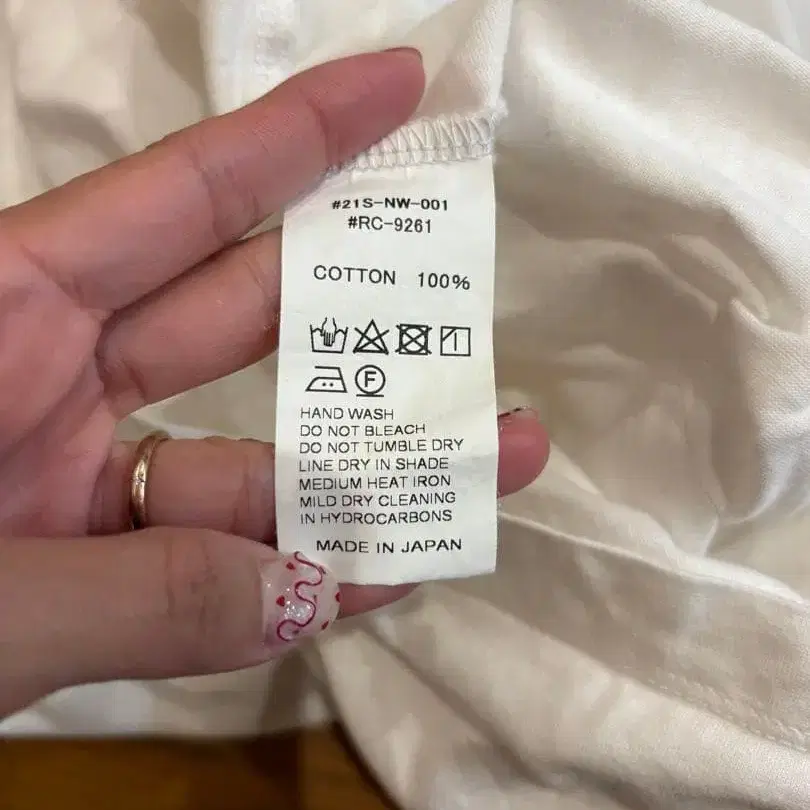 #21S-NW-001
#RC-9261
COTTON 100%
F
HAND WASH
DO NOT BLEACH
DO NOT TUMBLE DRY
LINE DRY IN SHADE
MEDIUM HEAT IRON
MILD DRY CLEANING
IN HYDROCARBONS
MADE IN JAPAN